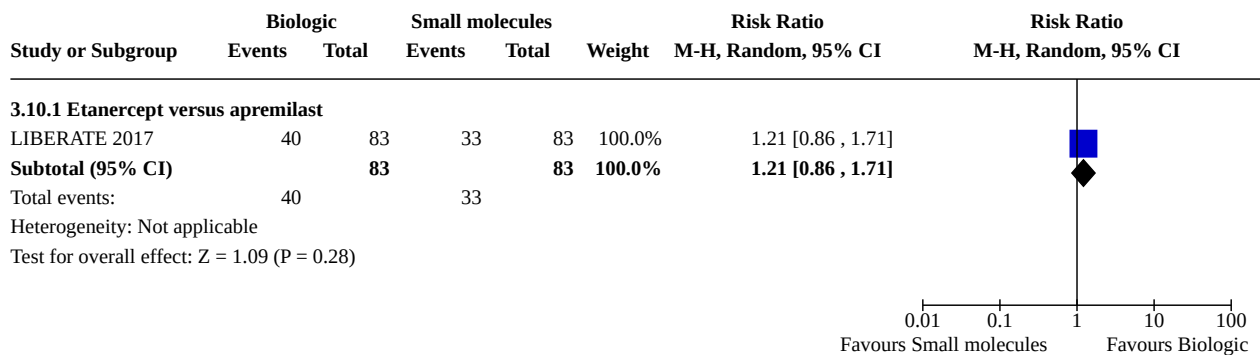 Biologic Small molecules Risk Ratio Risk Ratio
Study or Subgroup Events Total Events Total Weight M-H, Random, 95% CI M-H, Random, 95% CI
3.10.1 Etanercept versus apremilast
LIBERATE 2017 40 83 33 83 100.0% 1.21 [0.86 , 1.71]
Subtotal (95% CI) 83 83 100.0% 1.21 [0.86 , 1.71]
Total events: 40 33
Heterogeneity: Not applicable
Test for overall effect: Z = 1.09 (P = 0.28)
0.01 0.1 1 10 100
Favours Small molecules Favours Biologic